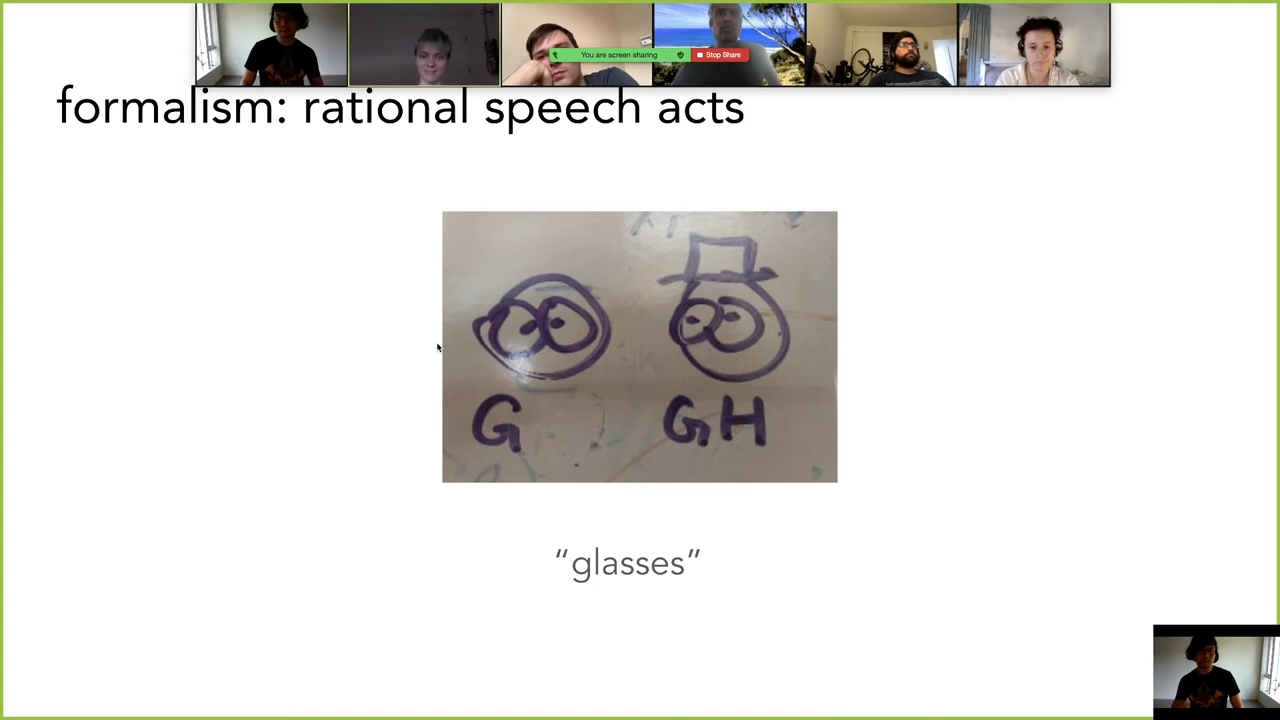 You are screen sharing Stop Share
formalism: rational speech acts
G GH
“glasses”